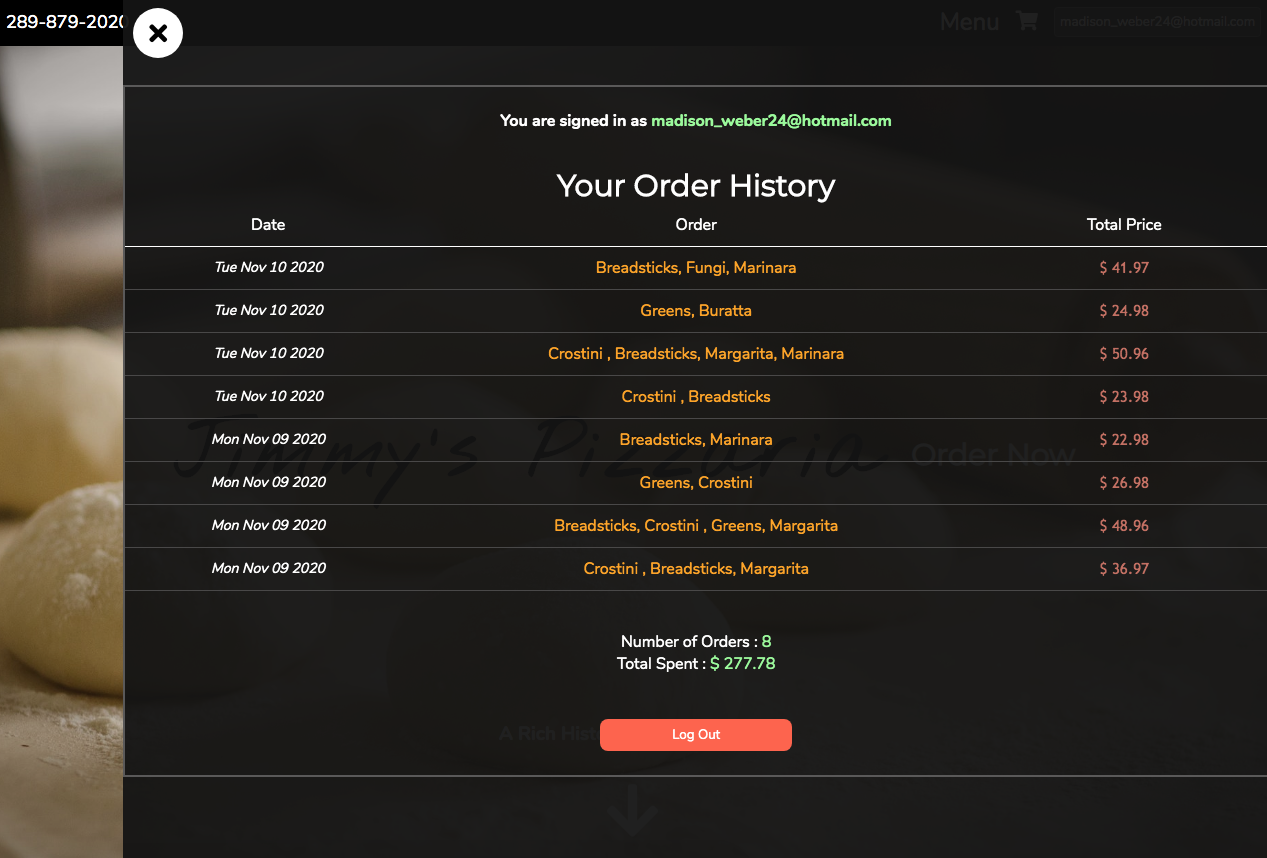 289-879-2020
Menu madison_weber24@hotmail.com
You are signed in as madison_weber24@hotmail.com
Your Order History
Date Order Total Price
Tue Nov 10 2020 Breadsticks, Fungi, Marinara $ 41.97
Tue Nov 10 2020 Greens, Buratta $ 24.98
Tue Nov 10 2020 Crostini , Breadsticks, Margarita, Marinara $ 50.96
Tue Nov 10 2020 Crostini , Breadsticks $ 23.98
Mon Nov 09 2020 Breadsticks, Marinara $ 22.98
Jimmy's Pizzaria Order Now
Mon Nov 09 2020 Greens, Crostini $ 26.98
Mon Nov 09 2020 Breadsticks, Crostini , Greens, Margarita $ 48.96
Mon Nov 09 2020 Crostini , Breadsticks, Margarita $ 36.97
Number of Orders : 8
Total Spent : $ 277.78
A Rich Hist
Log Out